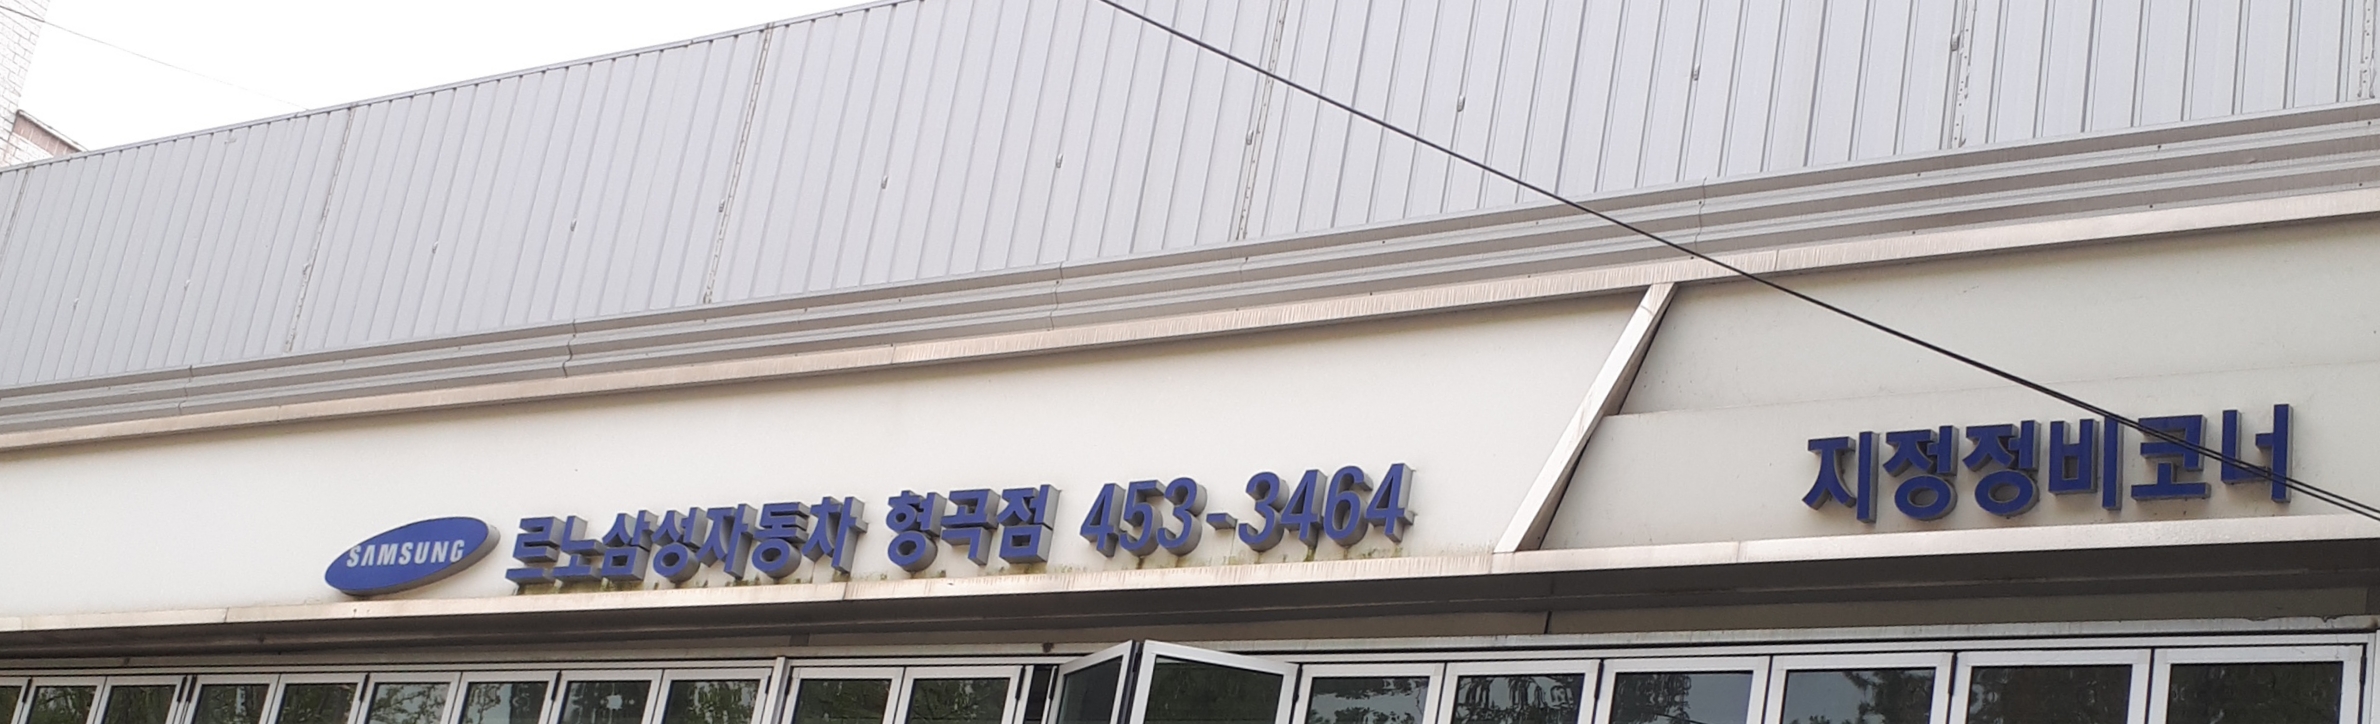 SAMSUNG 르노삼성자동차 형곡점 453-3464
지정정비코너